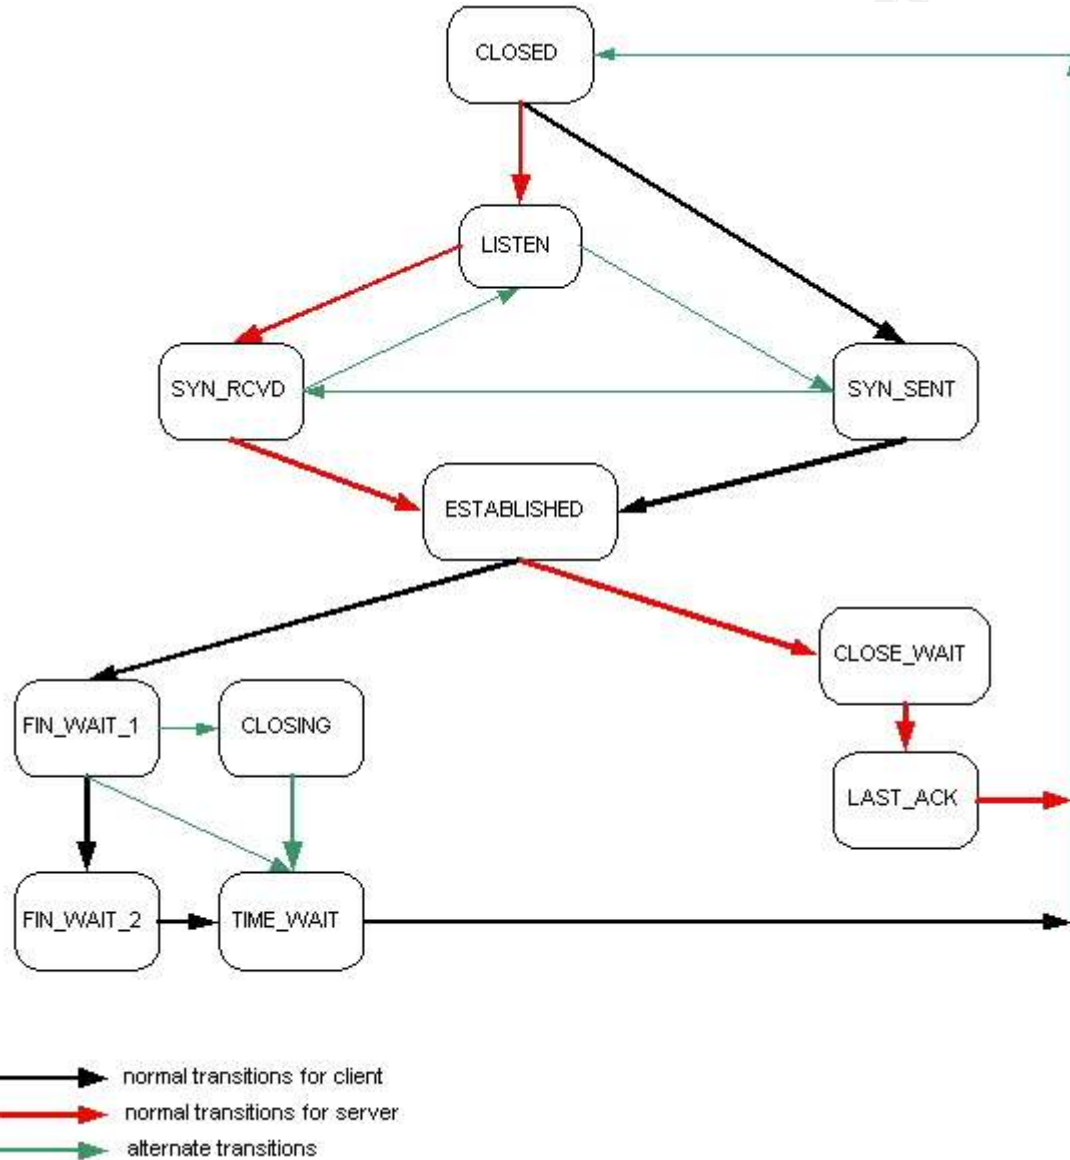 CLOSED
LISTEN
SYN_RCVD
SYN_SENT
ESTABLISHED
CLOSE_WAIT
FIN_WAIT_1
CLOSING
LAST_ACK
FIN_WAIT_2
TIME_WAIT
normal transitions for client
normal transitions for server
alternate transitions